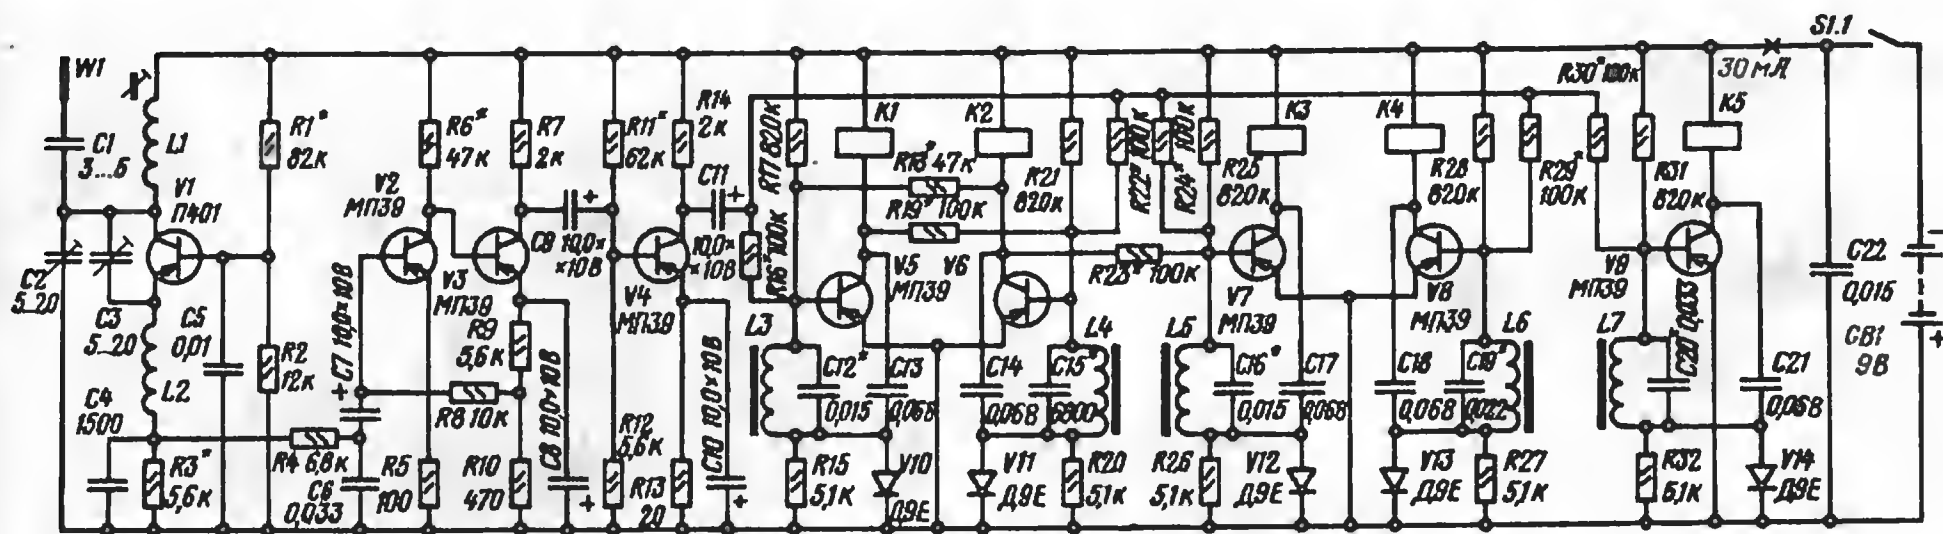 W1
C1
3...5
L1
V1
П401
R1*
82к
V2
МП39
R6*
47к
R7
2к
R11*
62к
R14
2к
C11
R17 820к
K1
K2
R18* 47к
R19* 100к
R21
820к
R22* 100к
R24* 100к
R25*
820к
K3
K4
R28
820к
R29*
100к
R30* 100к
R31
820к
30 мА
K5
S1.1
C2
5...20
C3
5...20
C5
0,01
R2
12к
C7 10,0×10В
V3
МП39
R9
5,6к
C9
10,0×
×10В
V4
МП39
10,0×
×10В
R16* 100к
V5
МП39
V6
R23* 100к
V7
МП39
V8
МП39
V9
МП39
C22
0,015
GB1
9В
L2
C4
1500
R3*
5,6к
R4 6,8к
C6
0,033
R8 10к
R5
100
R10
470
C8 10,0×10В
R12
5,6к
R13
20
C10 10,0×10В
L3
C12*
0,015
C13
0,068
C14
0,068
C15*
6800
L4
L5
C16*
0,015
C17
0,068
C18
0,068
C19*
0,022
L6
L7
C20* 0,033
C21
0,068
R15
5,1к
V10
Д9Е
V11
Д9Е
R20
5,1к
R26
5,1к
V12
Д9Е
V13
Д9Е
R27
5,1к
R32
5,1к
V14
Д9Е